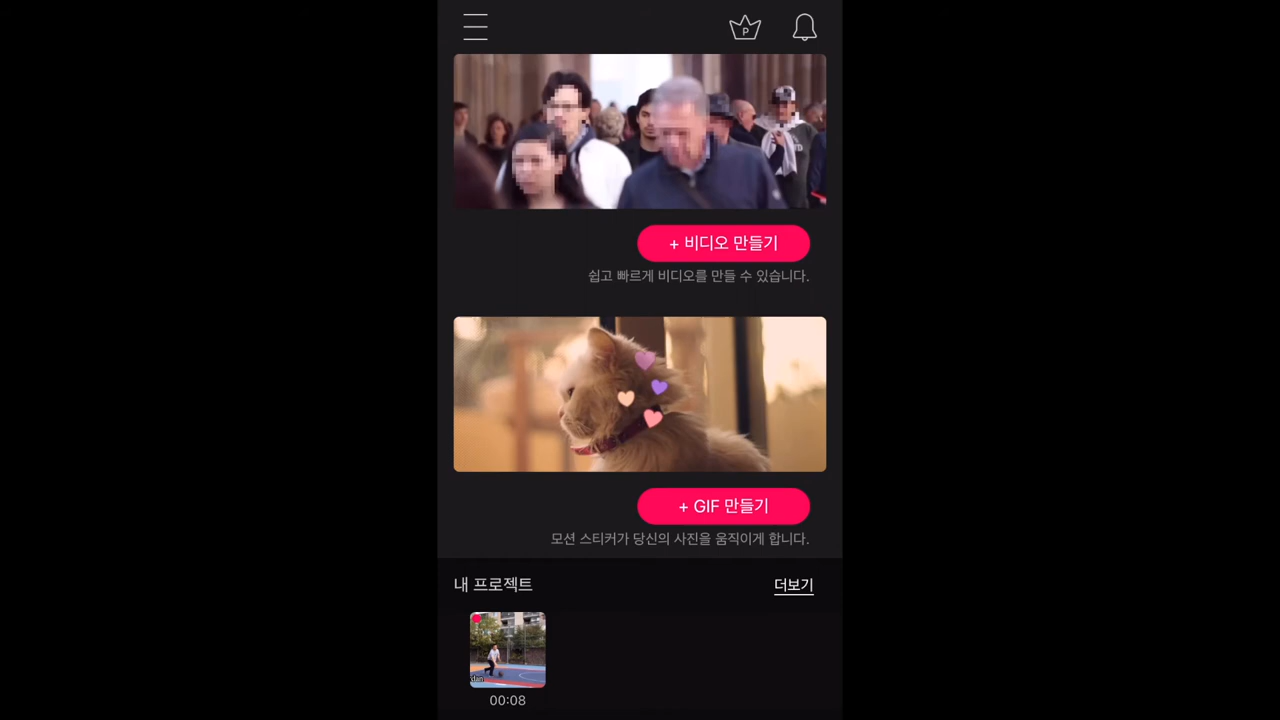 P
+ 비디오 만들기
쉽고 빠르게 비디오를 만들 수 있습니다.
+ GIF 만들기
모션 스티커가 당신의 사진을 움직이게 합니다.
내 프로젝트
더보기
00:08